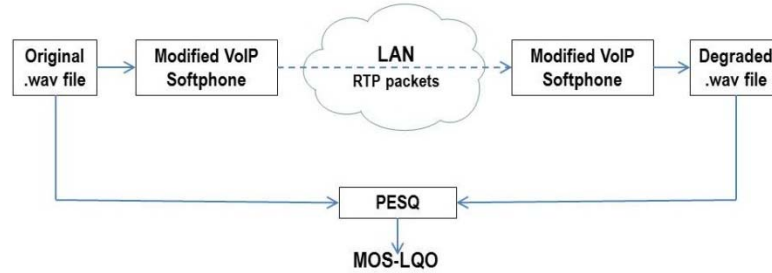 Original
.wav file
Modified VoIP
Softphone
LAN
RTP packets
Modified VoIP
Softphone
Degraded
.wav file
PESQ
MOS-LQO